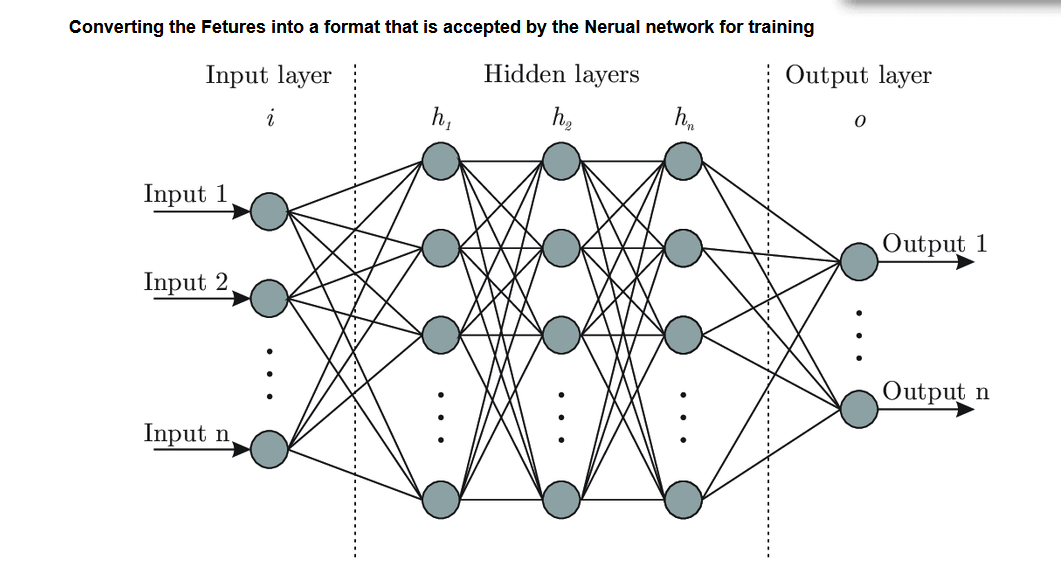 Converting the Fetures into a format that is accepted by the Nerual network for training
Input layer Hidden layers Output layer
i h₁ h₂ hₙ o
Input 1
Output 1
Input 2
Output n
Input n